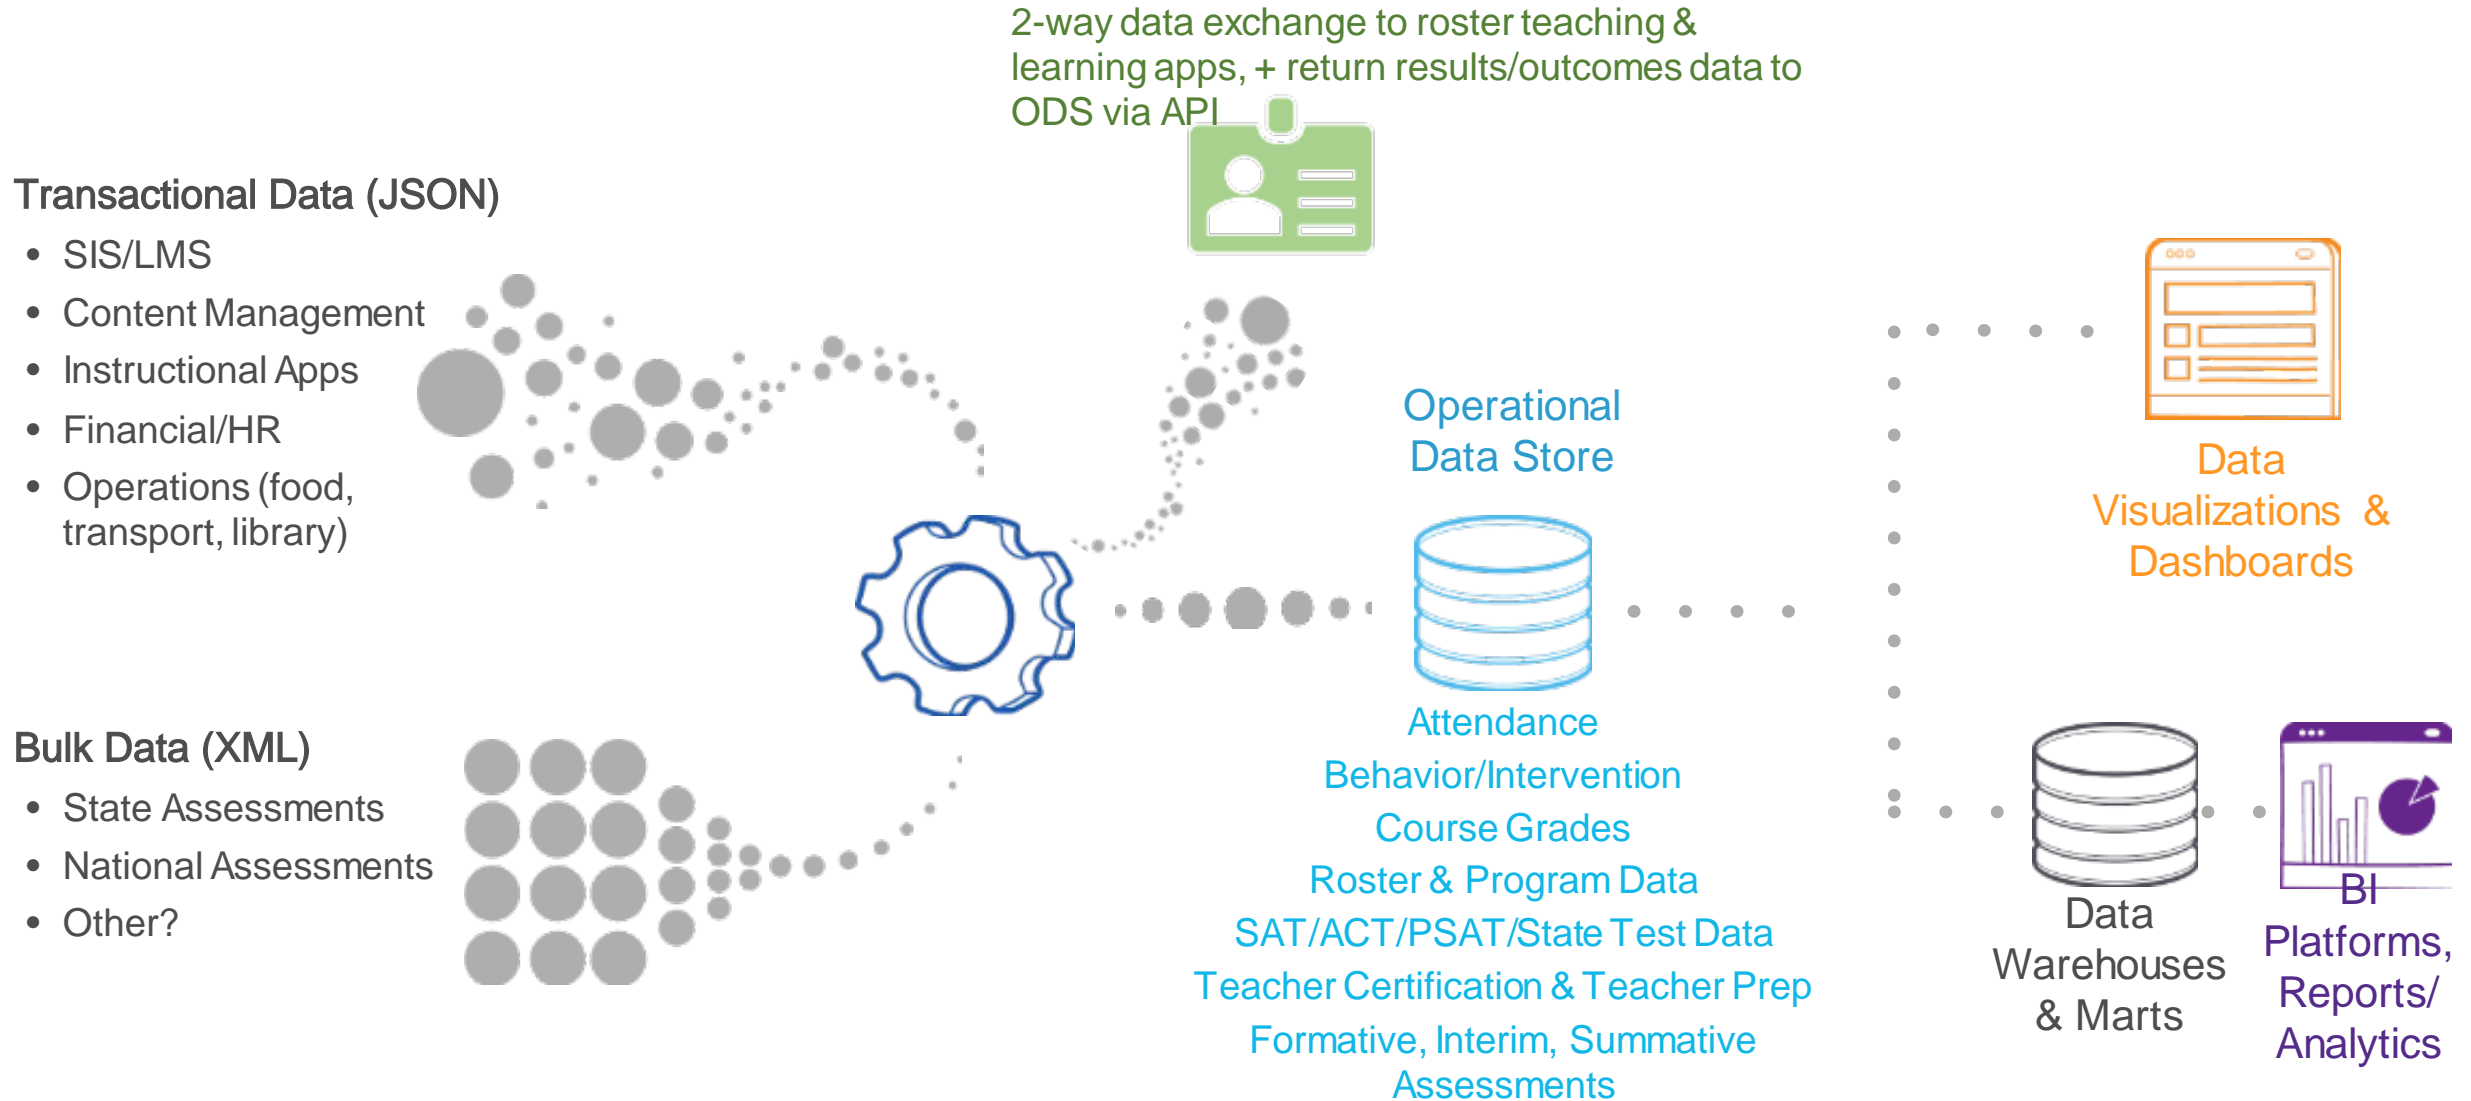 2-way data exchange to roster teaching &
learning apps, + return results/outcomes data to
ODS via API
Transactional Data (JSON)
• SIS/LMS
• Content Management
• Instructional Apps
• Financial/HR
• Operations (food,
transport, library)
Bulk Data (XML)
• State Assessments
• National Assessments
• Other?
Operational
Data Store
Attendance
Behavior/Intervention
Course Grades
Roster & Program Data
SAT/ACT/PSAT/State Test Data
Teacher Certification & Teacher Prep
Formative, Interim, Summative
Assessments
Data
Visualizations &
Dashboards
Data
Warehouses
& Marts
BI
Platforms,
Reports/
Analytics